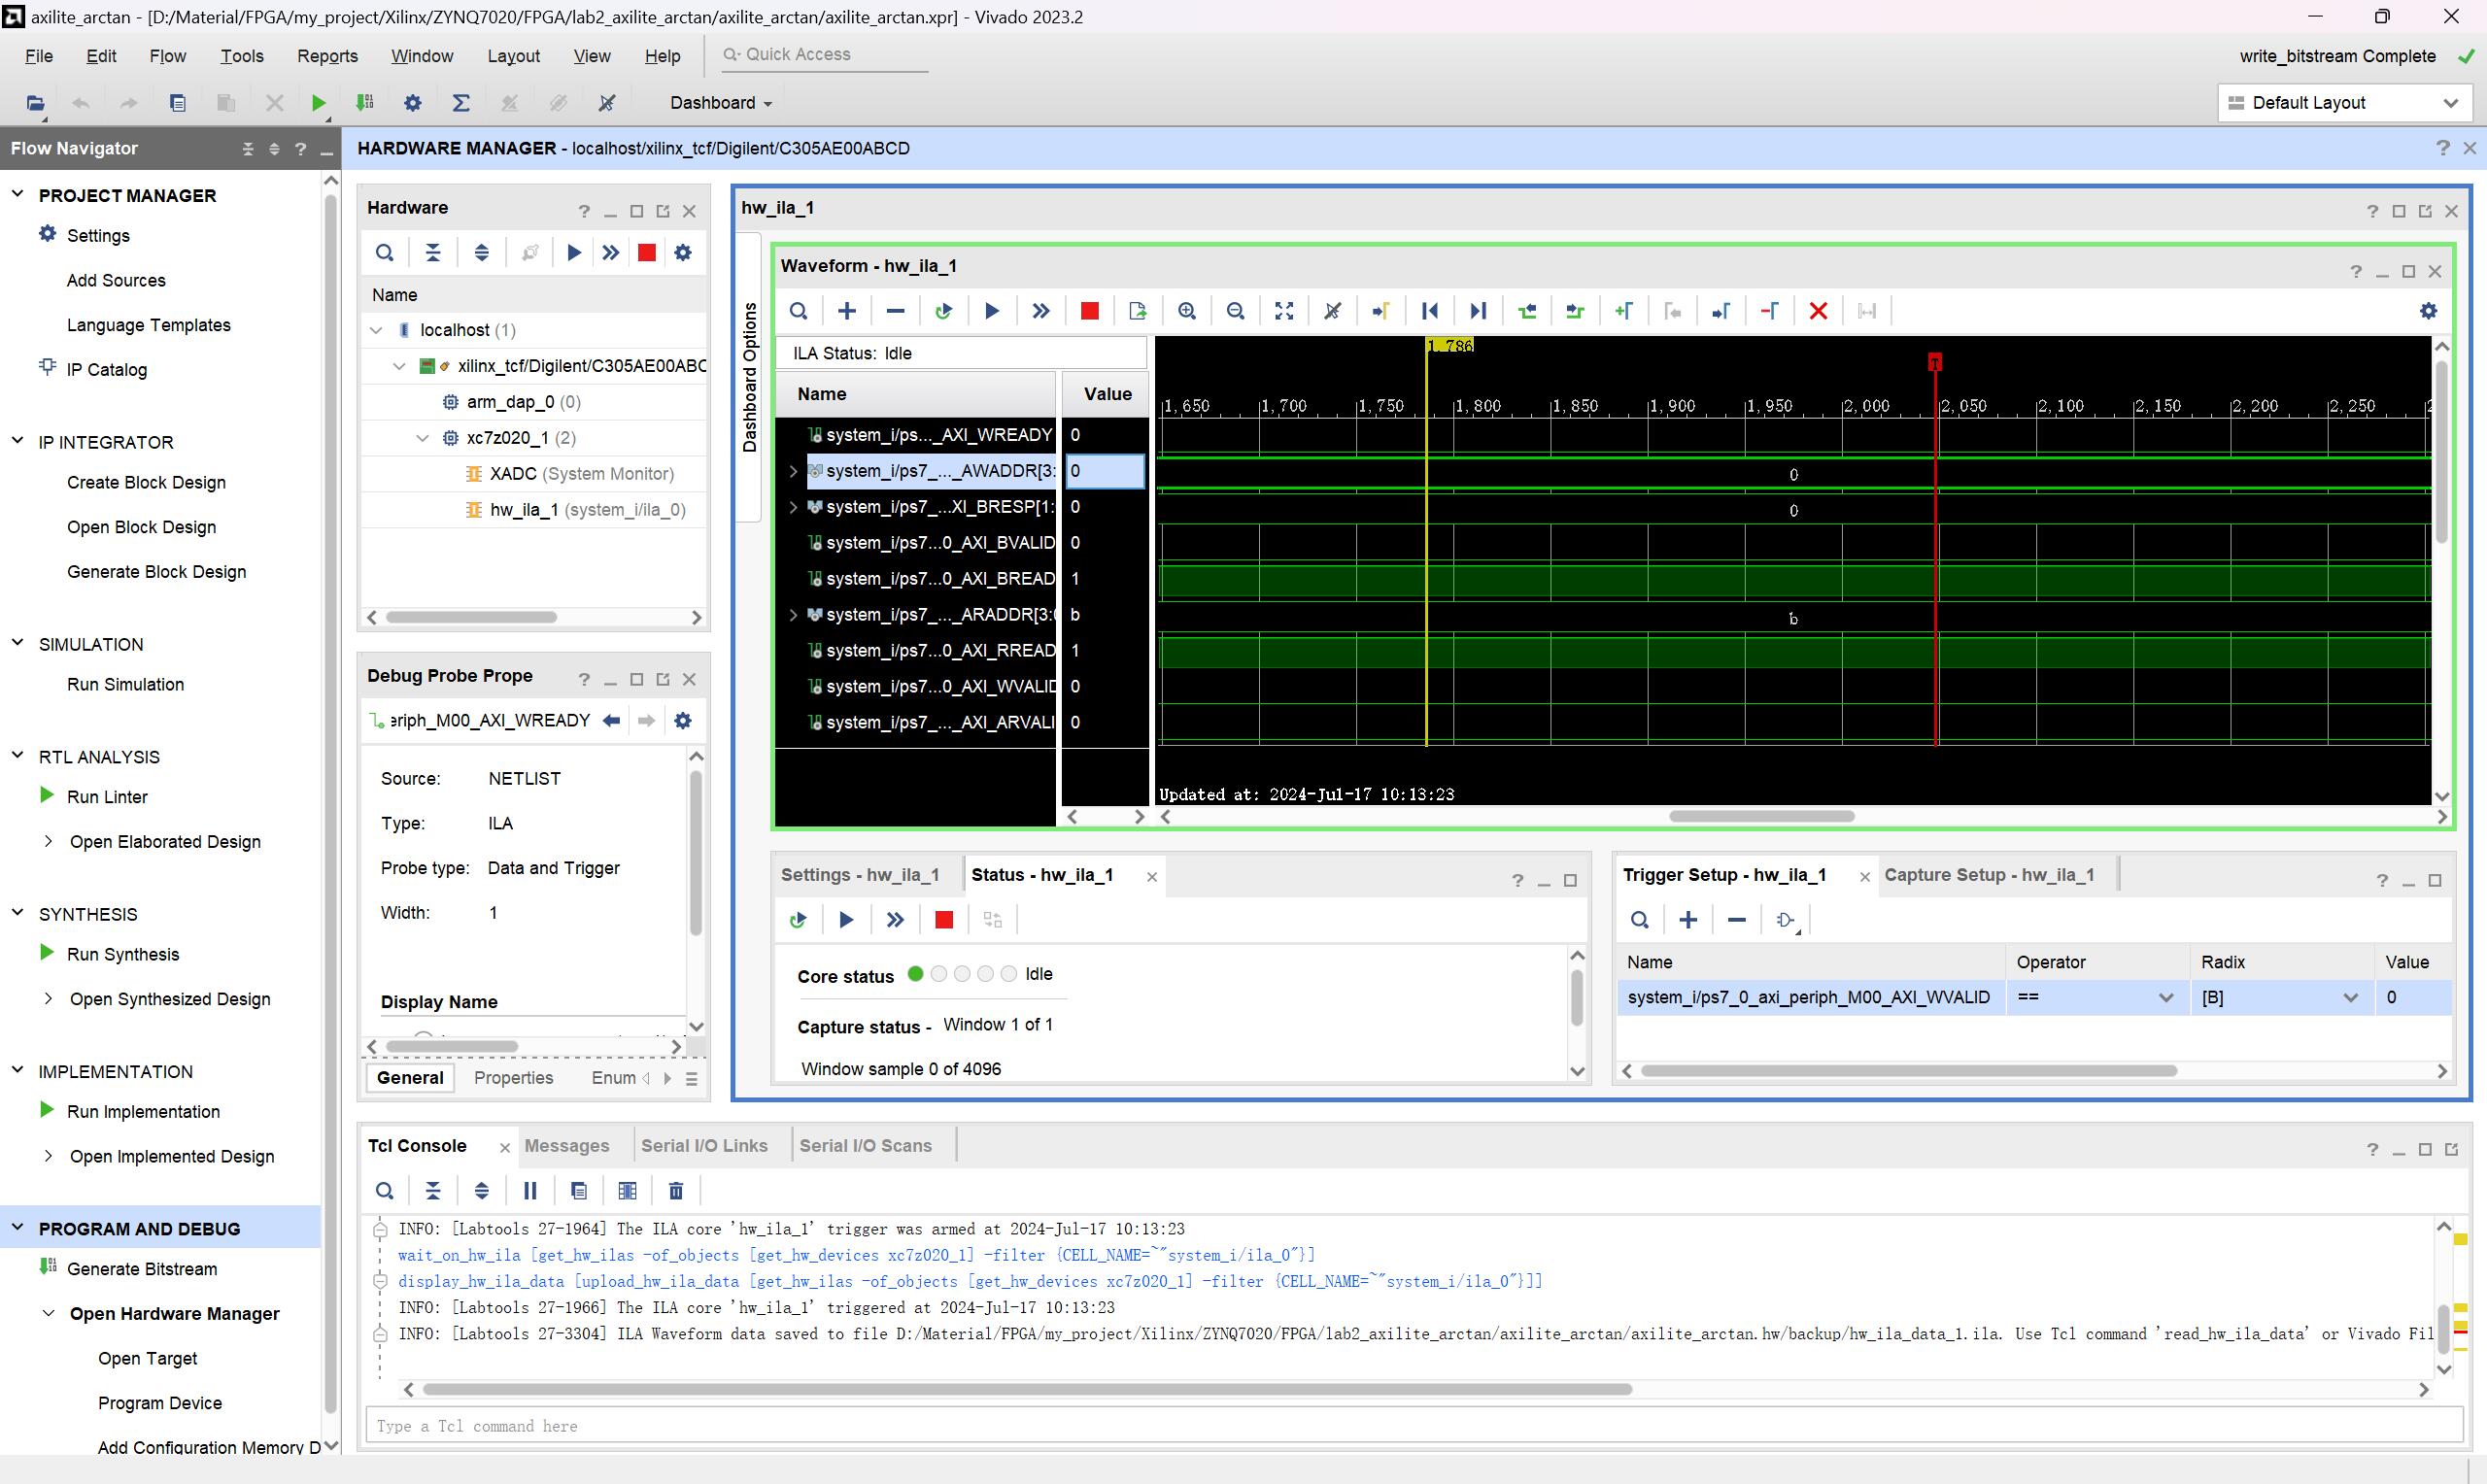 axilite_arctan - [D:/Material/FPGA/my_project/Xilinx/ZYNQ7020/FPGA/lab2_axilite_arctan/axilite_arctan/axilite_arctan.xpr] - Vivado 2023.2
File Edit Flow Tools Reports Window Layout View Help Quick Access
write_bitstream Complete
Dashboard
Default Layout
Flow Navigator
HARDWARE MANAGER - localhost/xilinx_tcf/Digilent/C305AE00ABCD
PROJECT MANAGER
Settings
Add Sources
Language Templates
IP Catalog
IP INTEGRATOR
Create Block Design
Open Block Design
Generate Block Design
SIMULATION
Run Simulation
RTL ANALYSIS
Run Linter
Open Elaborated Design
SYNTHESIS
Run Synthesis
Open Synthesized Design
IMPLEMENTATION
Run Implementation
Open Implemented Design
PROGRAM AND DEBUG
Generate Bitstream
Open Hardware Manager
Open Target
Program Device
Add Configuration Memory D
Hardware
Name
localhost (1)
xilinx_tcf/Digilent/C305AE00ABC
arm_dap_0 (0)
xc7z020_1 (2)
XADC (System Monitor)
hw_ila_1 (system_i/ila_0)
Debug Probe Prope
eriph_M00_AXI_WREADY
Source: NETLIST
Type: ILA
Probe type: Data and Trigger
Width: 1
Display Name
General Properties Enum
hw_ila_1
Dashboard Options
Waveform - hw_ila_1
ILA Status: Idle
Name Value
1,786
1,650 1,700 1,750 1,800 1,850 1,900 1,950 2,000 2,050 2,100 2,150 2,200 2,250
system_i/ps..._AXI_WREADY 0
system_i/ps7_..._AWADDR[3: 0 0
system_i/ps7_...XI_BRESP[1: 0 0
system_i/ps7...0_AXI_BVALID 0
system_i/ps7...0_AXI_BREAD 1
system_i/ps7_..._ARADDR[3:( b b
system_i/ps7...0_AXI_RREAD 1
system_i/ps7...0_AXI_WVALID 0
system_i/ps7_..._AXI_ARVALI 0
Updated at: 2024-Jul-17 10:13:23
Settings - hw_ila_1 Status - hw_ila_1
Core status Idle
Capture status - Window 1 of 1
Window sample 0 of 4096
Trigger Setup - hw_ila_1 Capture Setup - hw_ila_1
Name Operator Radix Value
system_i/ps7_0_axi_periph_M00_AXI_WVALID == [B] 0
Tcl Console Messages Serial I/O Links Serial I/O Scans
INFO: [Labtools 27-1964] The ILA core 'hw_ila_1' trigger was armed at 2024-Jul-17 10:13:23
wait_on_hw_ila [get_hw_ilas -of_objects [get_hw_devices xc7z020_1] -filter {CELL_NAME=~"system_i/ila_0"}]
display_hw_ila_data [upload_hw_ila_data [get_hw_ilas -of_objects [get_hw_devices xc7z020_1] -filter {CELL_NAME=~"system_i/ila_0"}]]
INFO: [Labtools 27-1966] The ILA core 'hw_ila_1' triggered at 2024-Jul-17 10:13:23
INFO: [Labtools 27-3304] ILA Waveform data saved to file D:/Material/FPGA/my_project/Xilinx/ZYNQ7020/FPGA/lab2_axilite_arctan/axilite_arctan/axilite_arctan.hw/backup/hw_ila_data_1.ila. Use Tcl command 'read_hw_ila_data' or Vivado Fil
Type a Tcl command here